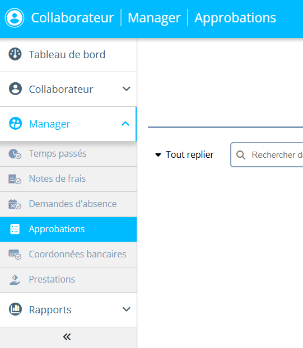 Collaborateur | Manager | Approbations
Tableau de bord
Collaborateur
Manager
Temps passés
Notes de frais
Demandes d'absence
Approbations
Coordonnées bancaires
Prestations
Rapports
Tout replier
Rechercher